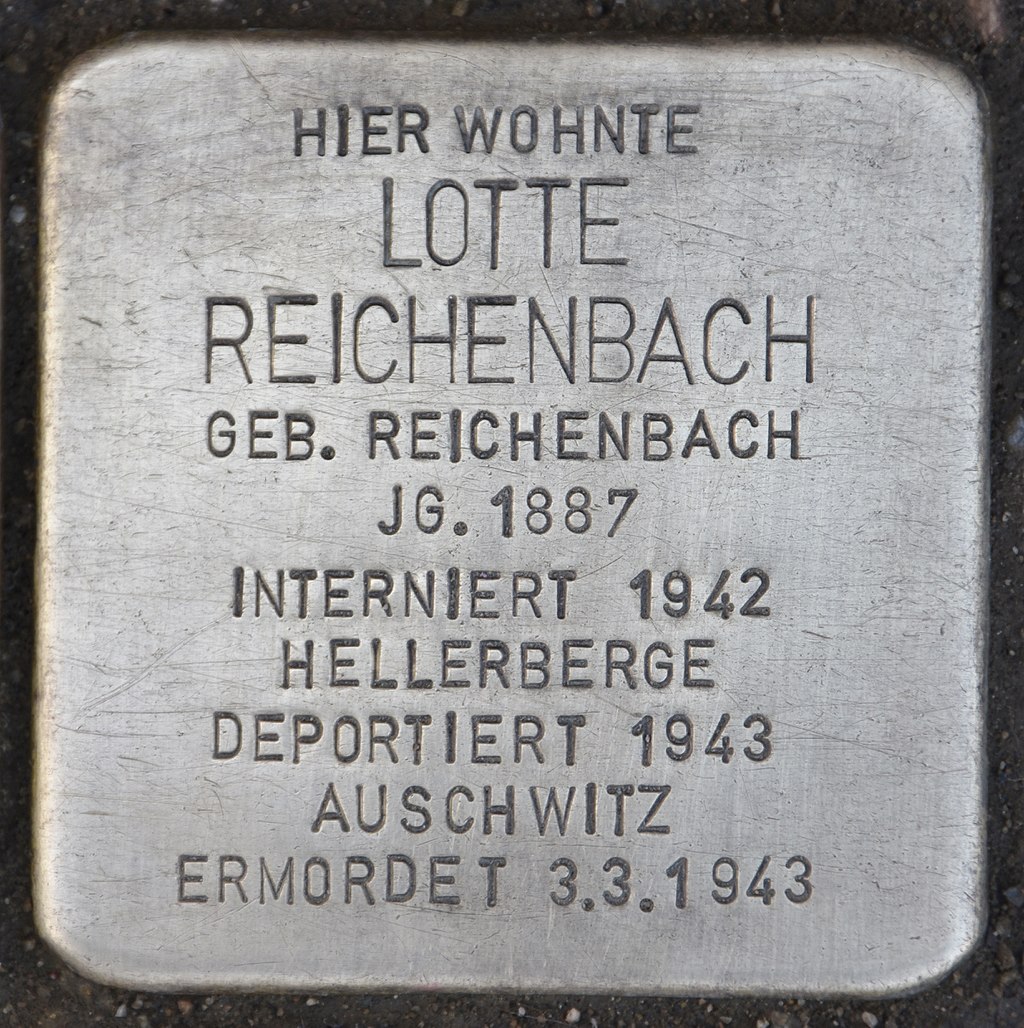 HIER WOHNTE
LOTTE
REICHENBACH
GEB. REICHENBACH
JG. 1887
INTERNIERT 1942
HELLERBERGE
DEPORTIERT 1943
AUSCHWITZ
ERMORDET 3.3.1943